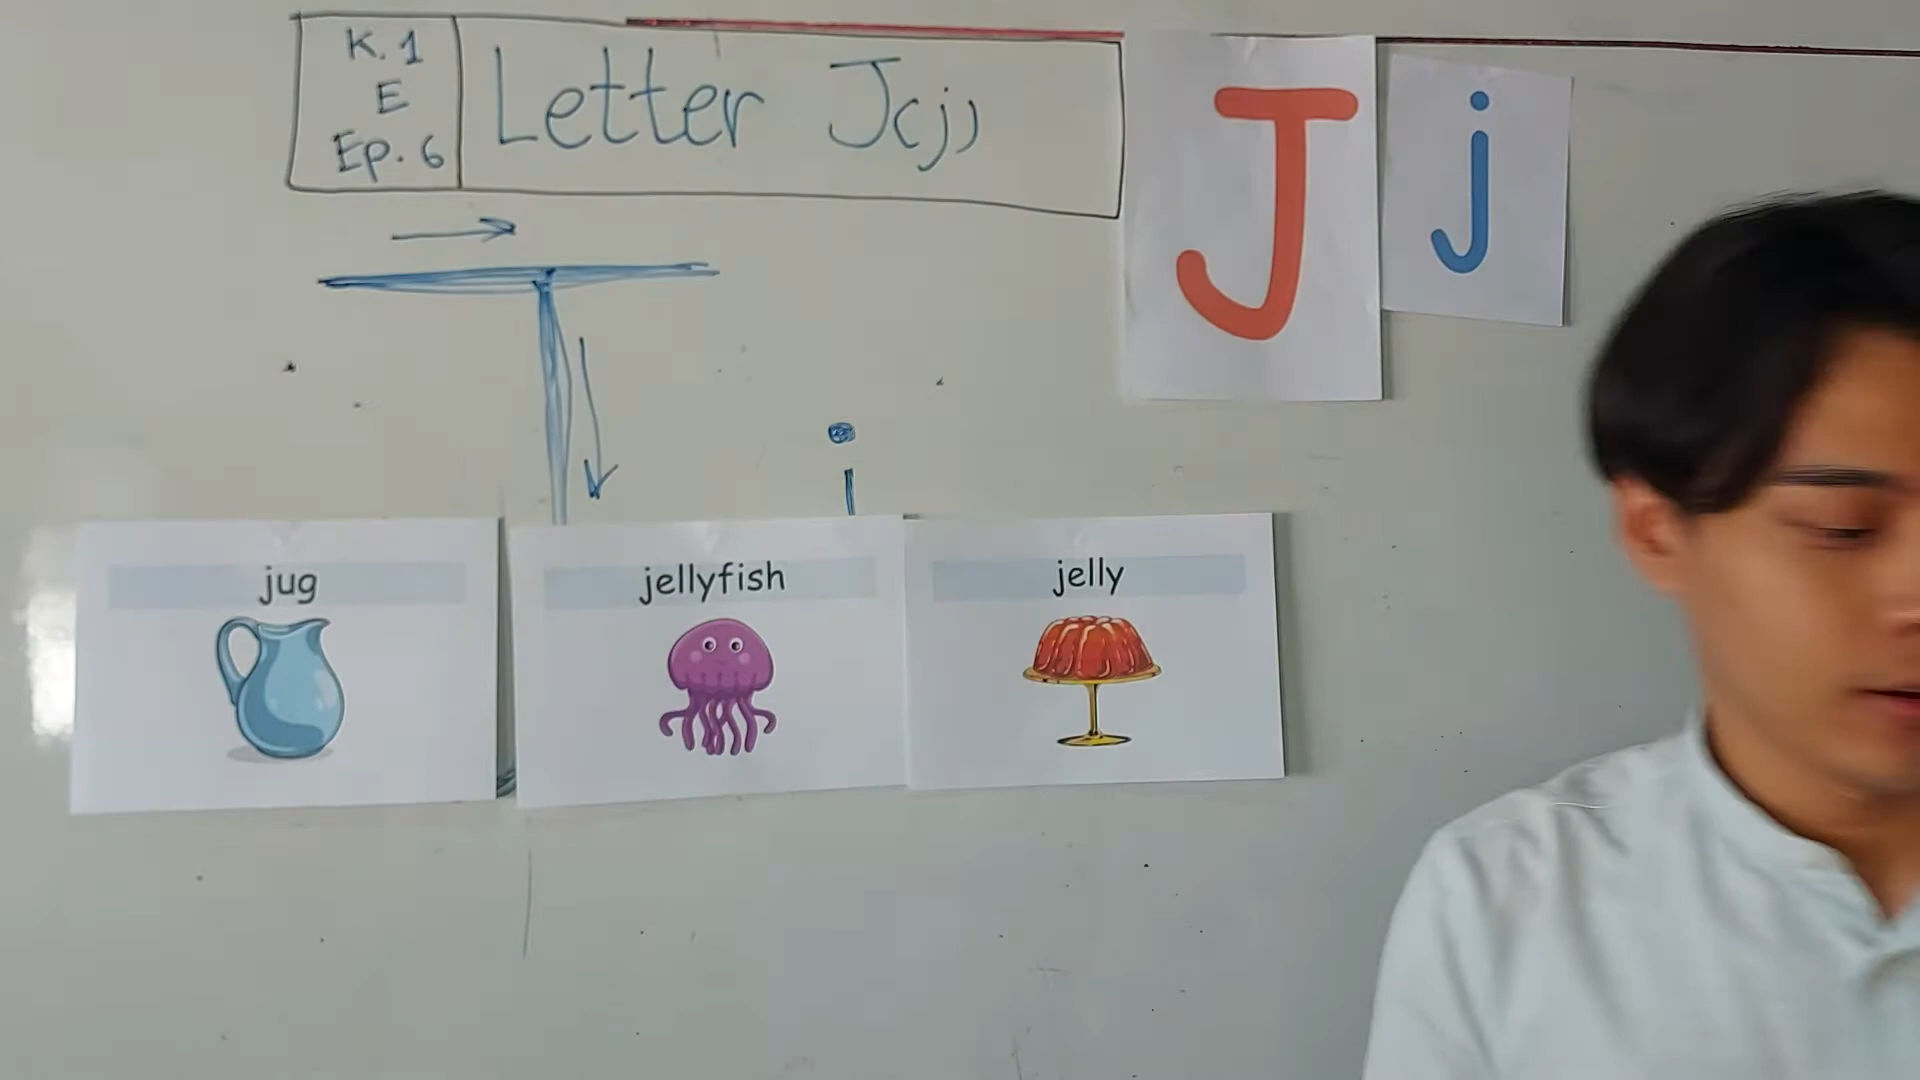 K.1
E
Ep. 6
Letter J(j)
J
j
J
j
jug
jellyfish
jelly